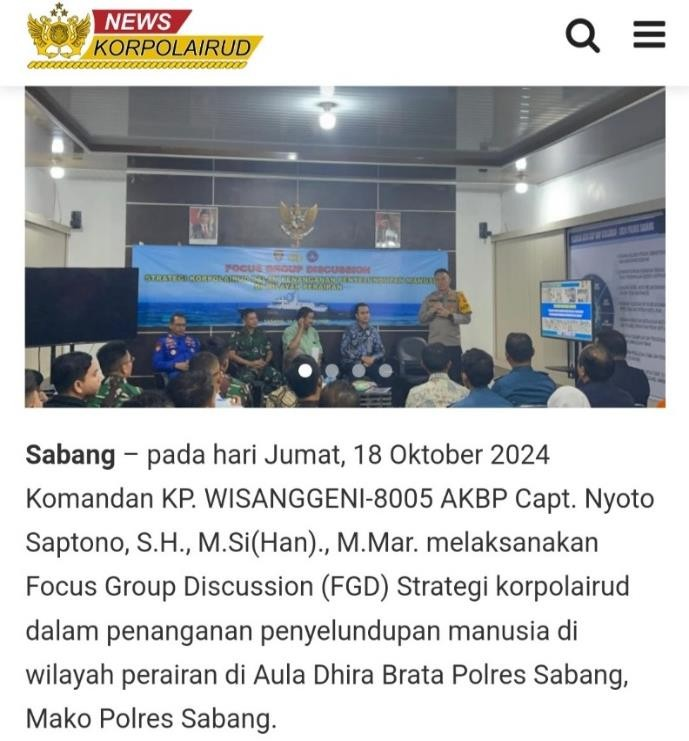 NEWS
KORPOLAIRUD
FOCUS GROUP DISCUSSION
STRATEGI KORPOLAIRUD DALAM PENANGANAN PENYELUNDUPAN MANUSIA
DI WILAYAH PERAIRAN
Sabang – pada hari Jumat, 18 Oktober 2024
Komandan KP. WISANGGENI-8005 AKBP Capt. Nyoto
Saptono, S.H., M.Si(Han)., M.Mar. melaksanakan
Focus Group Discussion (FGD) Strategi korpolairud
dalam penanganan penyelundupan manusia di
wilayah perairan di Aula Dhira Brata Polres Sabang,
Mako Polres Sabang.